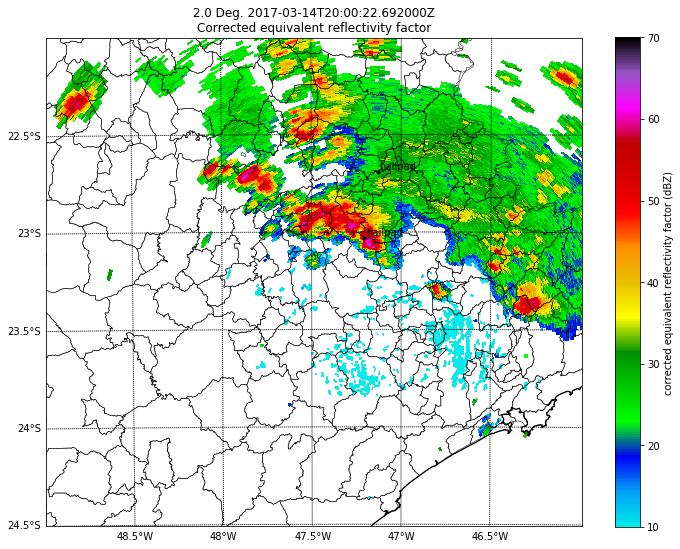 2.0 Deg. 2017-03-14T20:00:22.692000Z
Corrected equivalent reflectivity factor
22.5°S
23°S
23.5°S
24°S
24.5°S
48.5°W
48°W
47.5°W
47°W
46.5°W
hailpad
hailpad
70
60
50
40
30
20
10
corrected equivalent reflectivity factor (dBZ)